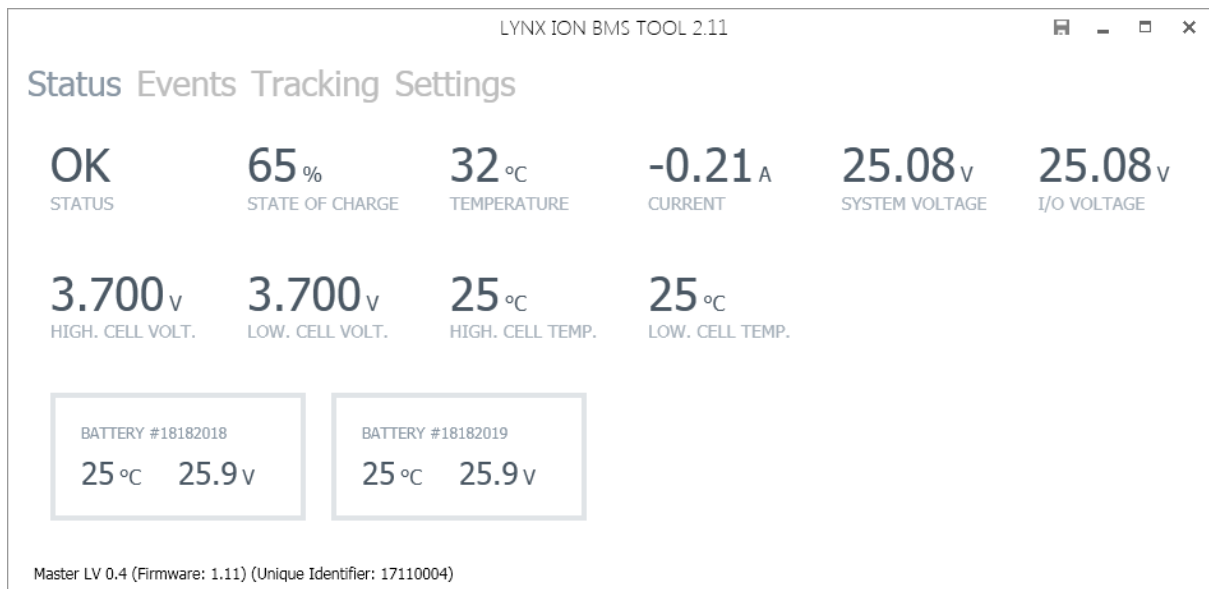 LYNX ION BMS TOOL 2.11
Status Events Tracking Settings
OK 65 % 32 °C -0.21 A 25.08 V 25.08 V
STATUS STATE OF CHARGE TEMPERATURE CURRENT SYSTEM VOLTAGE I/O VOLTAGE
3.700 V 3.700 V 25 °C 25 °C
HIGH. CELL VOLT. LOW. CELL VOLT. HIGH. CELL TEMP. LOW. CELL TEMP.
BATTERY #18182018 BATTERY #18182019
25 °C 25.9 V 25 °C 25.9 V
Master LV 0.4 (Firmware: 1.11) (Unique Identifier: 17110004)